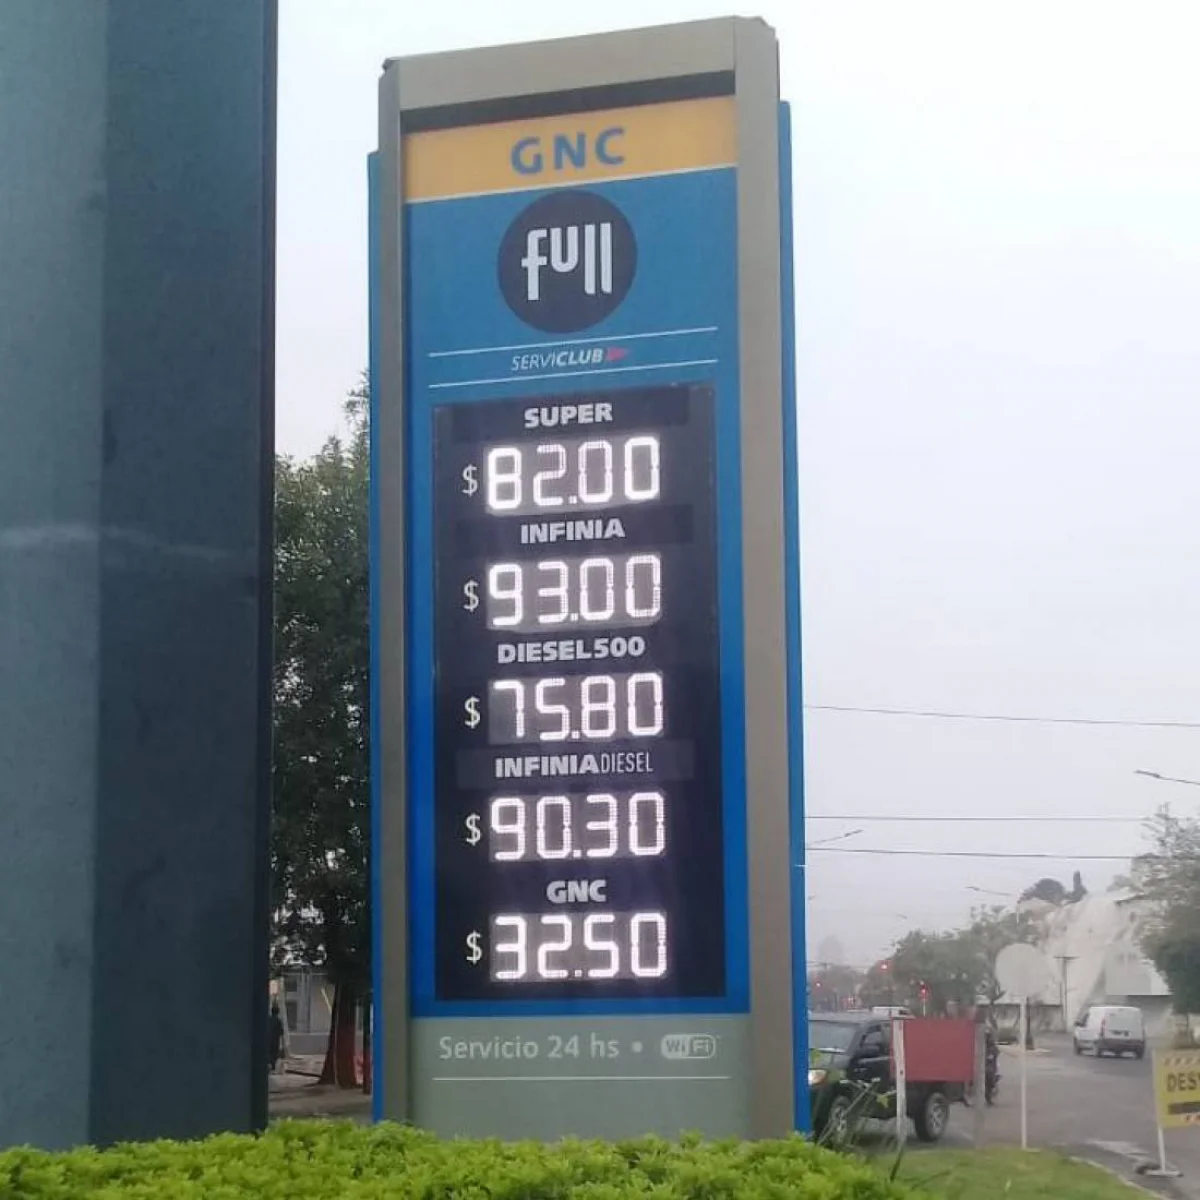 GNC
full
SERVICLUB
SUPER
$ 82.00
INFINIA
$ 93.00
DIESEL500
$ 75.80
INFINIADIESEL
$ 90.30
GNC
$ 32.50
Servicio 24 hs • WiFi